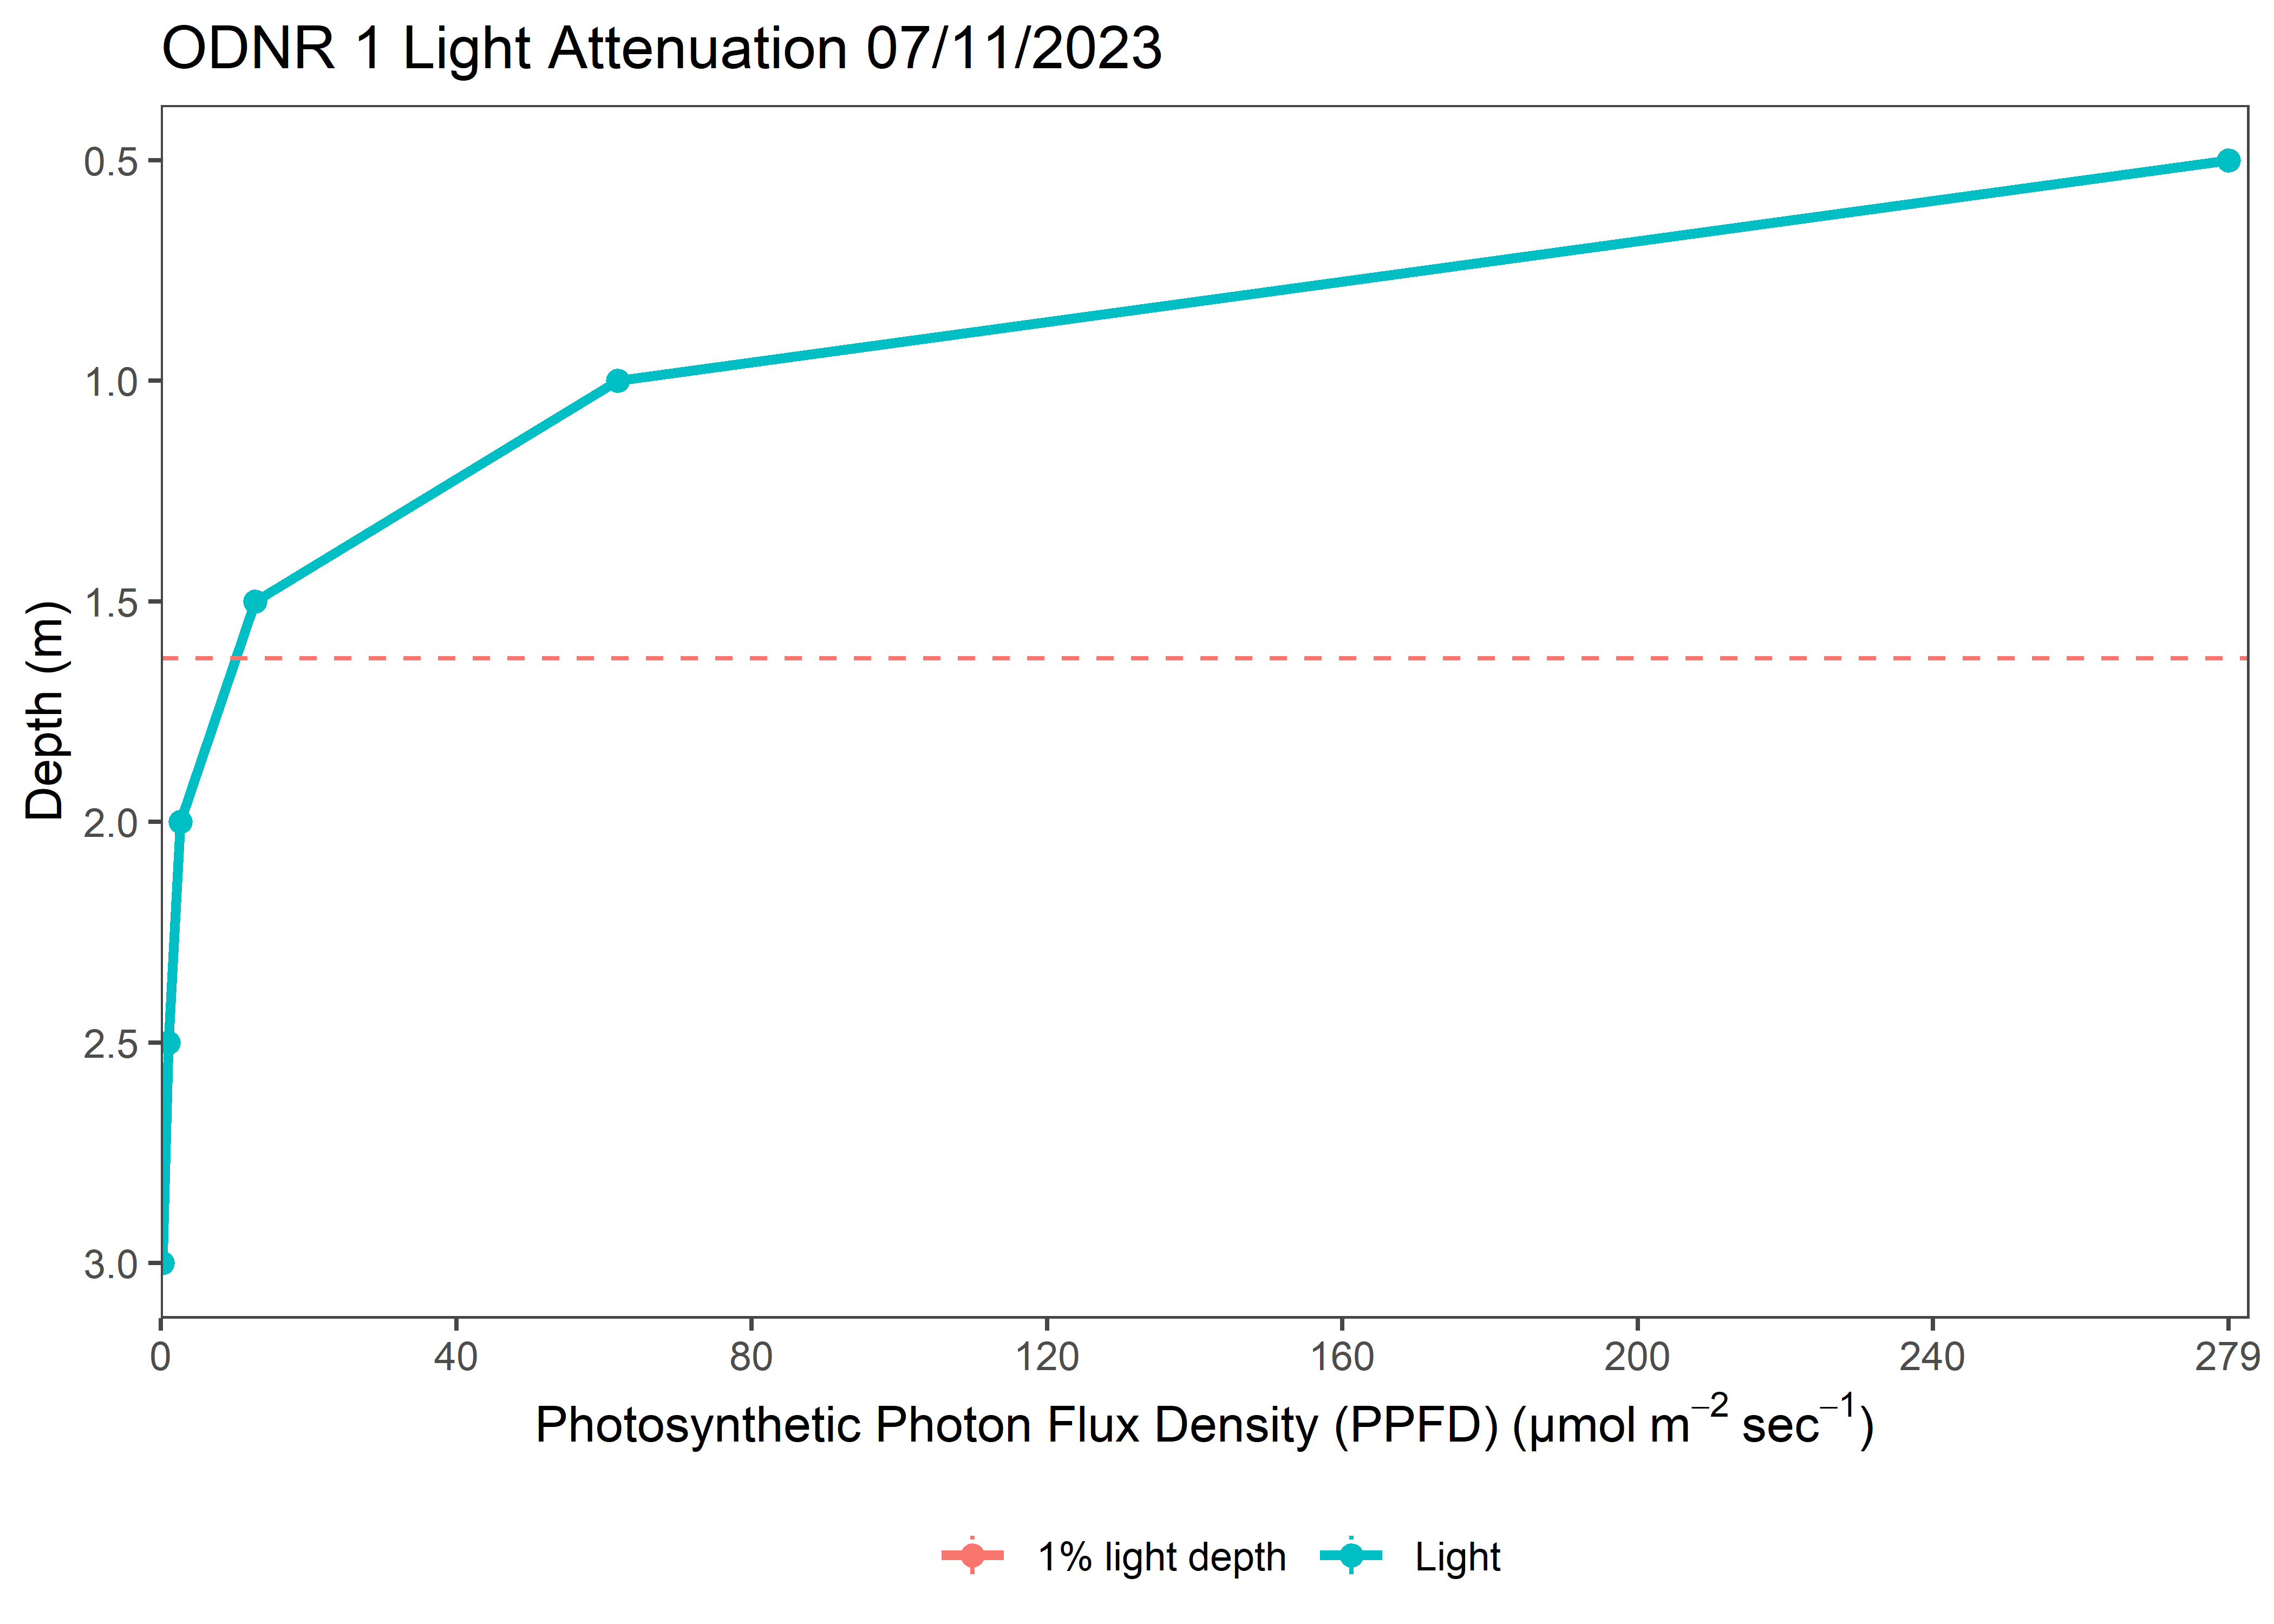 ODNR 1 Light Attenuation 07/11/2023
0.5
1.0
1.5
2.0
2.5
3.0
Depth (m)
0 40 80 120 160 200 240 279
Photosynthetic Photon Flux Density (PPFD) (µmol m⁻² sec⁻¹)
1% light depth Light